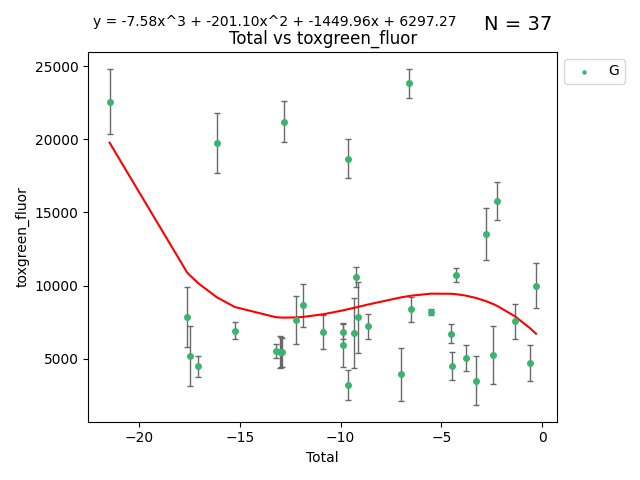 y = -7.58x^3 + -201.10x^2 + -1449.96x + 6297.27
N = 37
Total vs toxgreen_fluor
G
25000
20000
15000
10000
5000
toxgreen_fluor
−20
−15
−10
−5
0
Total